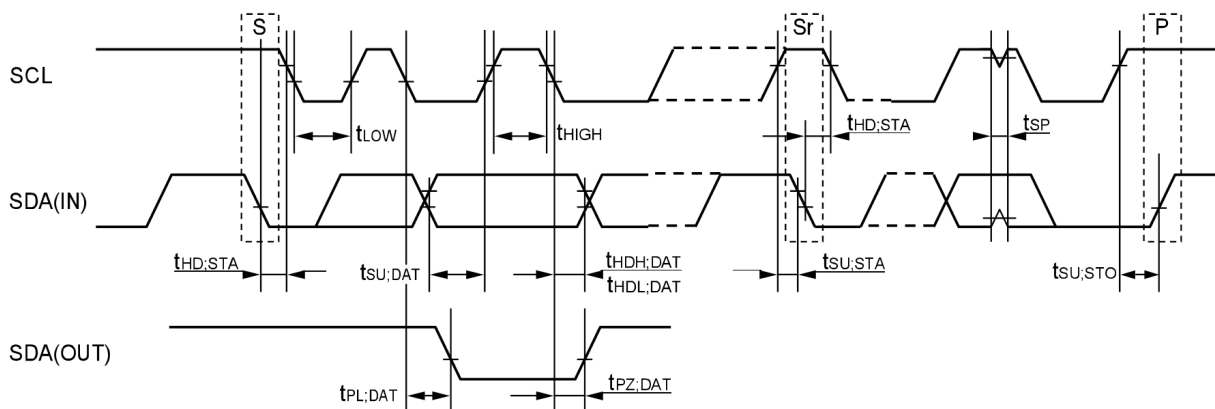 S Sr P
SCL
tLOW tHIGH tHD;STA tSP
SDA(IN)
tHD;STA tSU;DAT tHDH;DAT tSU;STA tSU;STO
tHDL;DAT
SDA(OUT)
tPL;DAT tPZ;DAT